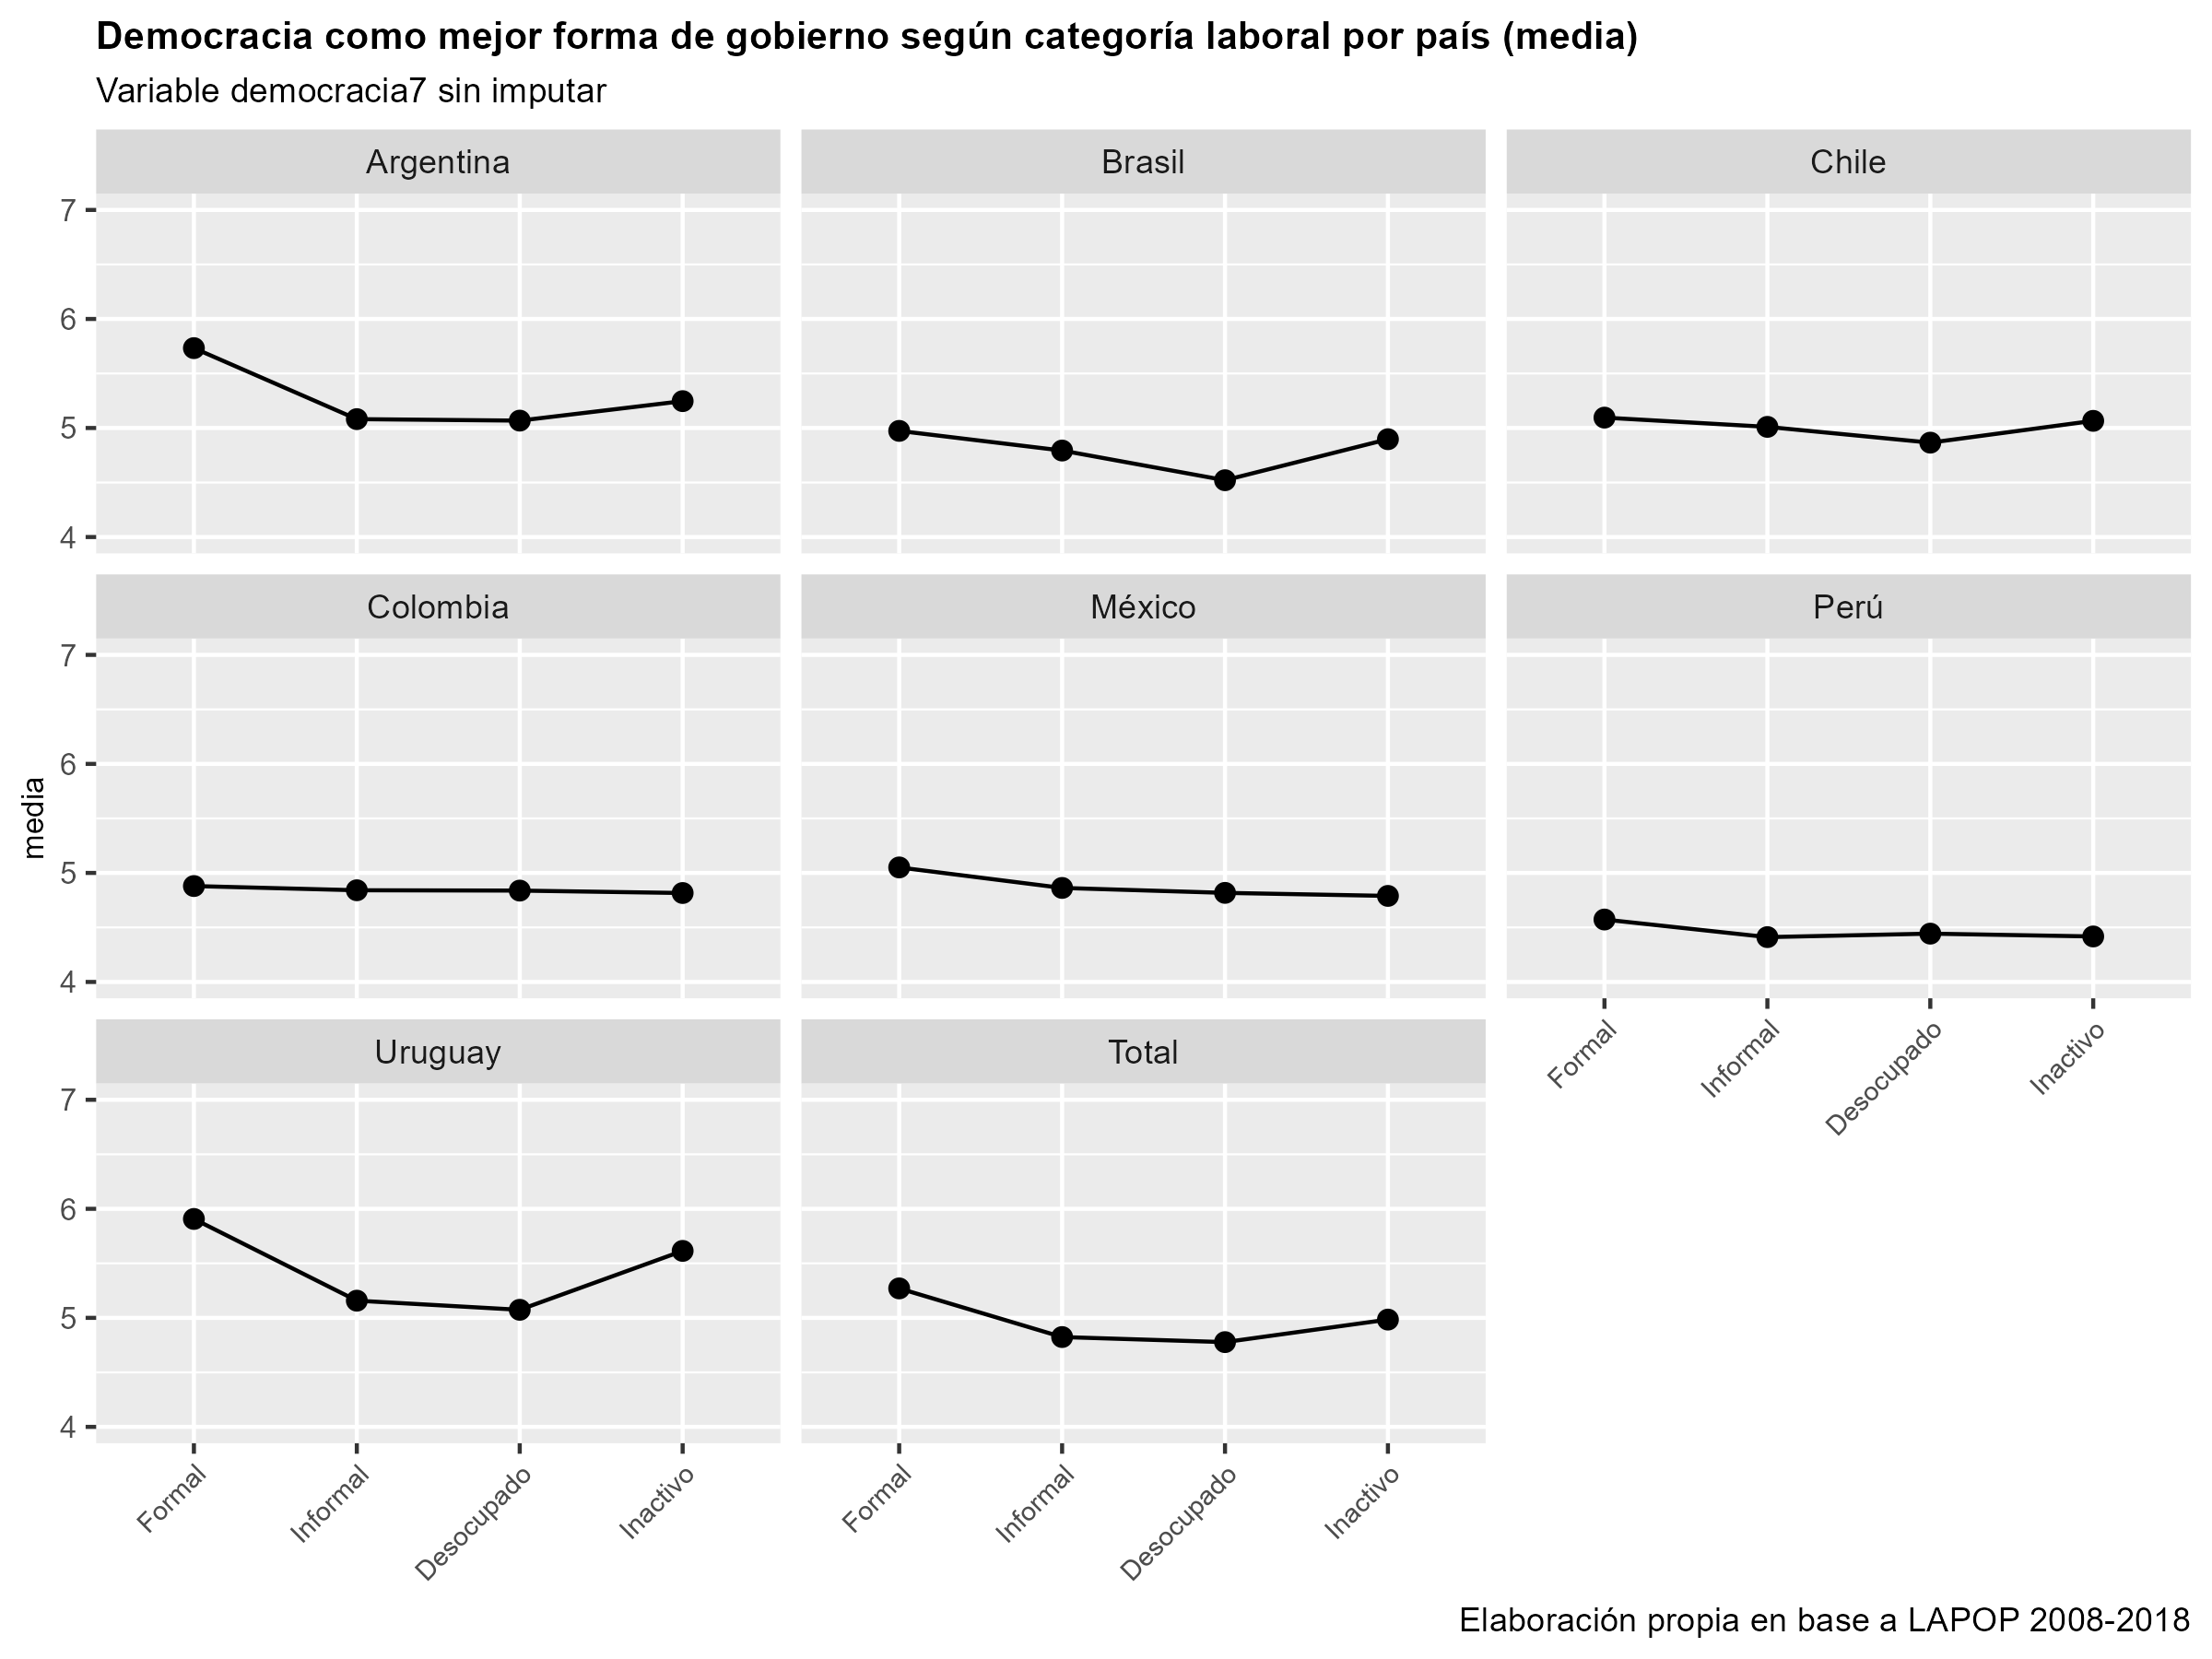 Democracia como mejor forma de gobierno según categoría laboral por país (media)
Variable democracia7 sin imputar
Argentina
Brasil
Chile
7
6
5
4
Colombia
México
Perú
7
6
5
4
media
Formal
Informal
Desocupado
Inactivo
Uruguay
Total
7
6
5
4
Formal
Informal
Desocupado
Inactivo
Formal
Informal
Desocupado
Inactivo
Elaboración propia en base a LAPOP 2008-2018